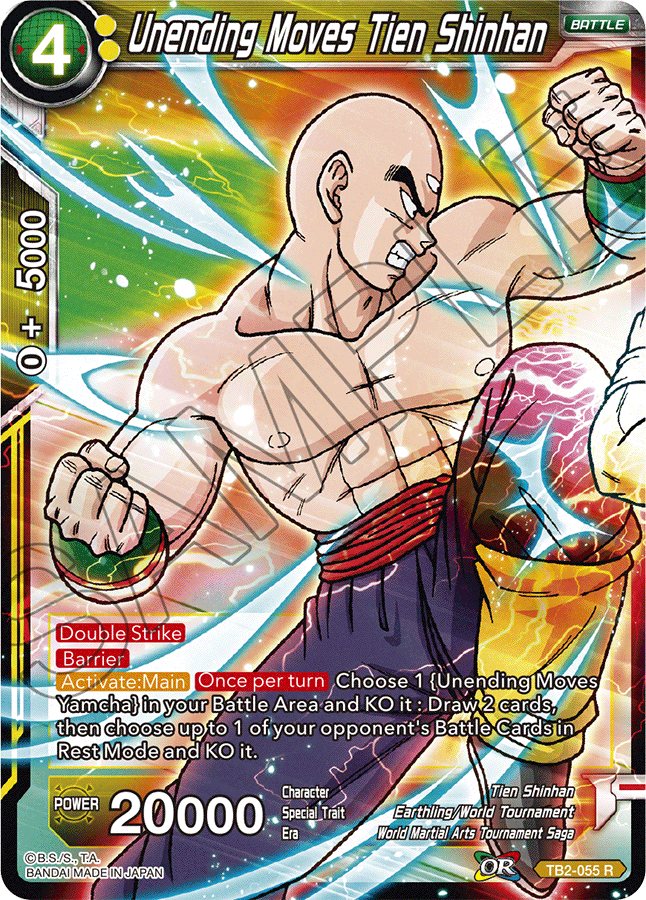 4
Unending Moves Tien Shinhan
BATTLE
0+ 5000
SAMPLE
Double Strike
Barrier
Activate:Main Once per turn Choose 1 {Unending Moves
Yamcha} in your Battle Area and KO it : Draw 2 cards,
then choose up to 1 of your opponent's Battle Cards in
Rest Mode and KO it.
POWER 20000
Character Tien Shinhan
Special Trait Earthling/World Tournament
Era World Martial Arts Tournament Saga
©B.S./S., T.A.
BANDAI MADE IN JAPAN
OR
TB2-055 R